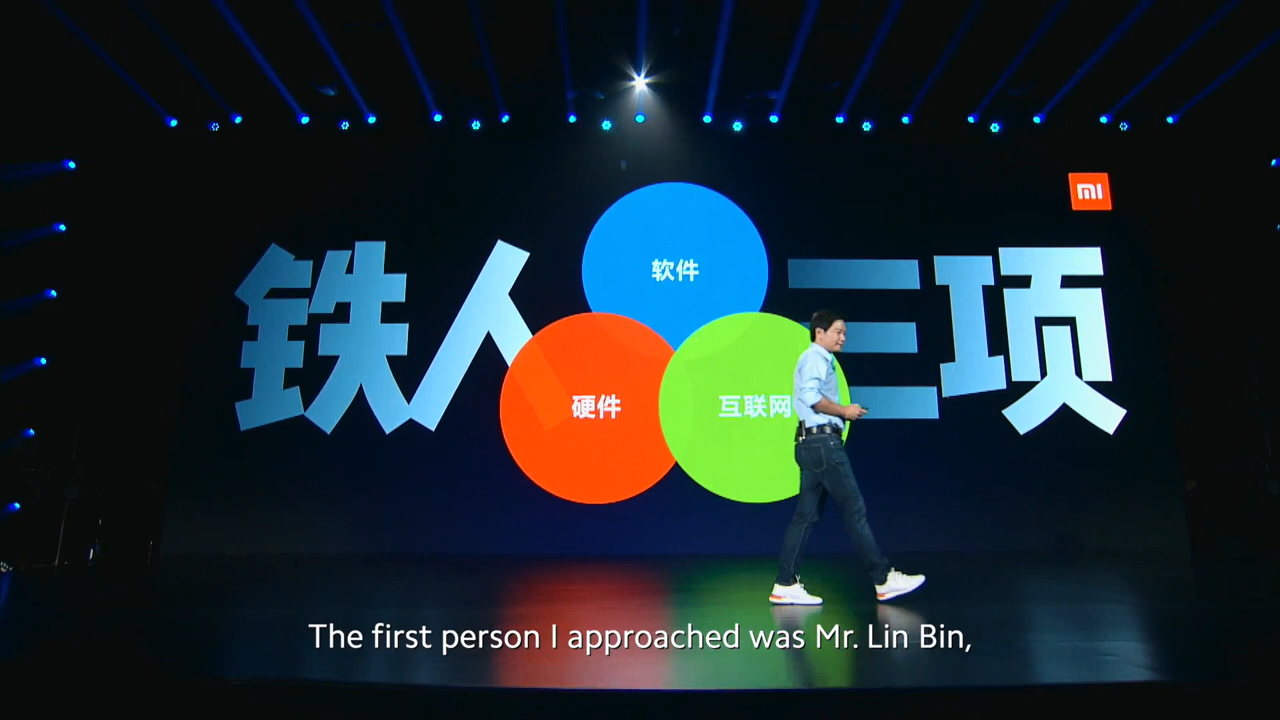 mi
铁人三项
软件
硬件
互联网
The first person I approached was Mr. Lin Bin,